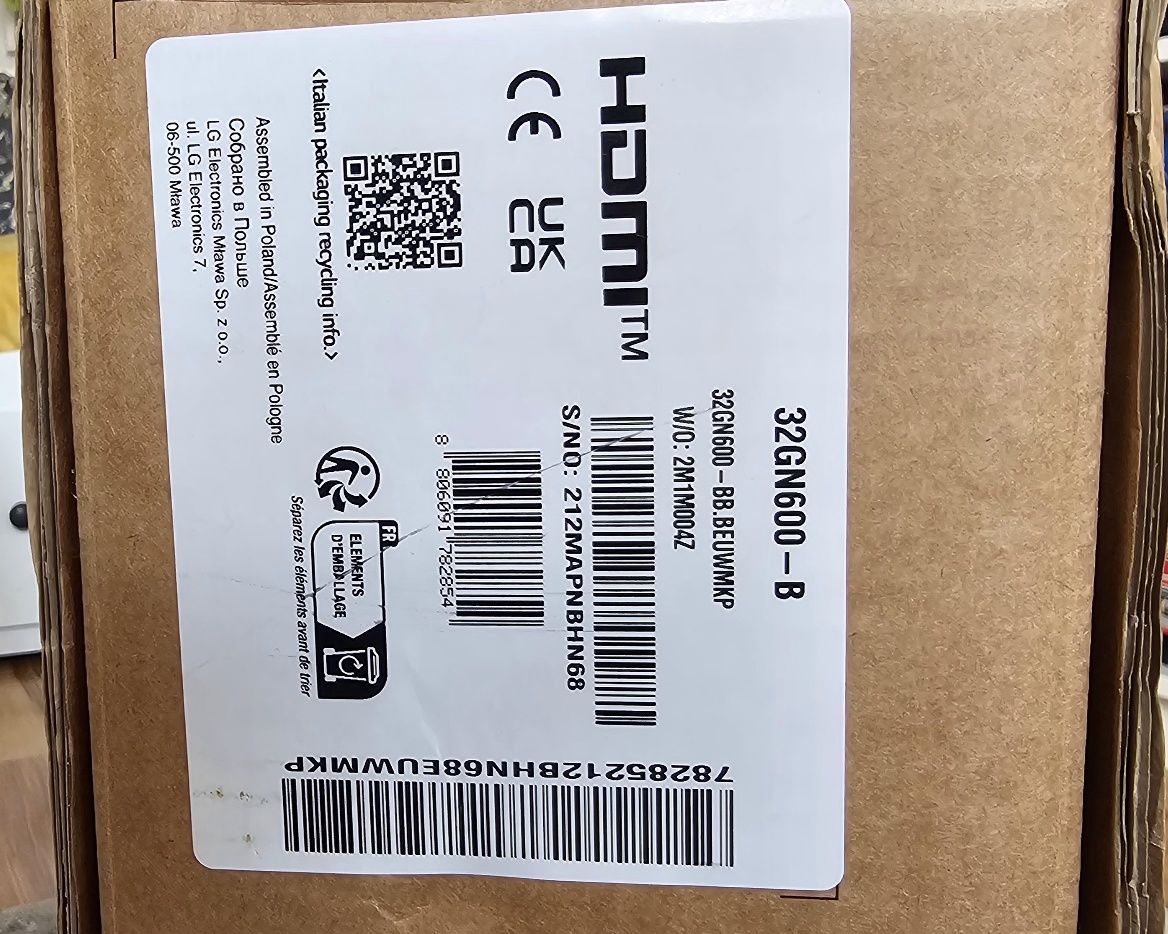 32GN600-B
32GN600-BB.BEUWMKP
W/O: 2M1M004Z
HDMI™
S/NO: 212MAPNBHN68
CE
UK
CA
8 806091 782854
<Italian packaging recycling info.>
FR
ELEMENTS
D'EMBALLAGE
Séparez les éléments avant de trier
Assembled in Poland/Assemblé en Pologne
Собрано в Польше
LG Electronics Mława Sp. z o.o.,
ul. LG Electronics 7,
06-500 Mława
78285212BHN68EUWMKP